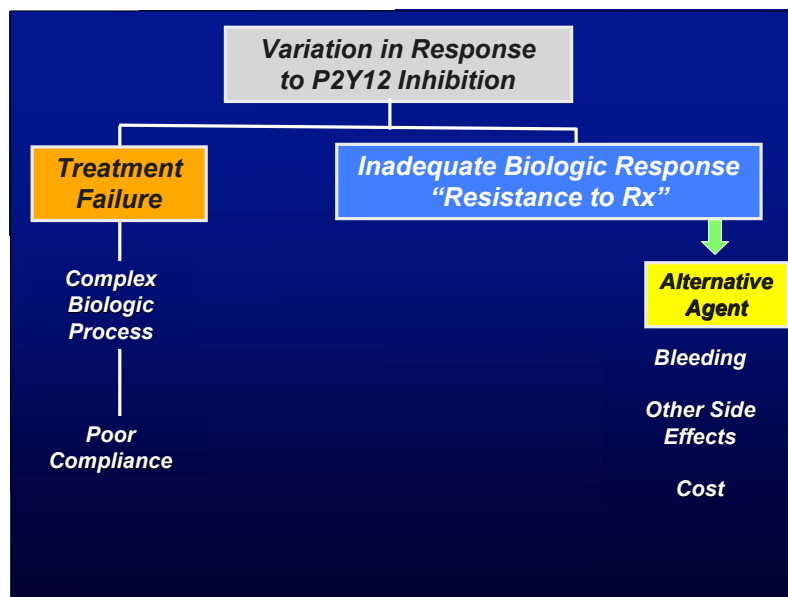 Variation in Response
to P2Y12 Inhibition
Treatment
Failure
Inadequate Biologic Response
“Resistance to Rx”
Complex
Biologic
Process
Poor
Compliance
Alternative
Agent
Bleeding
Other Side
Effects
Cost